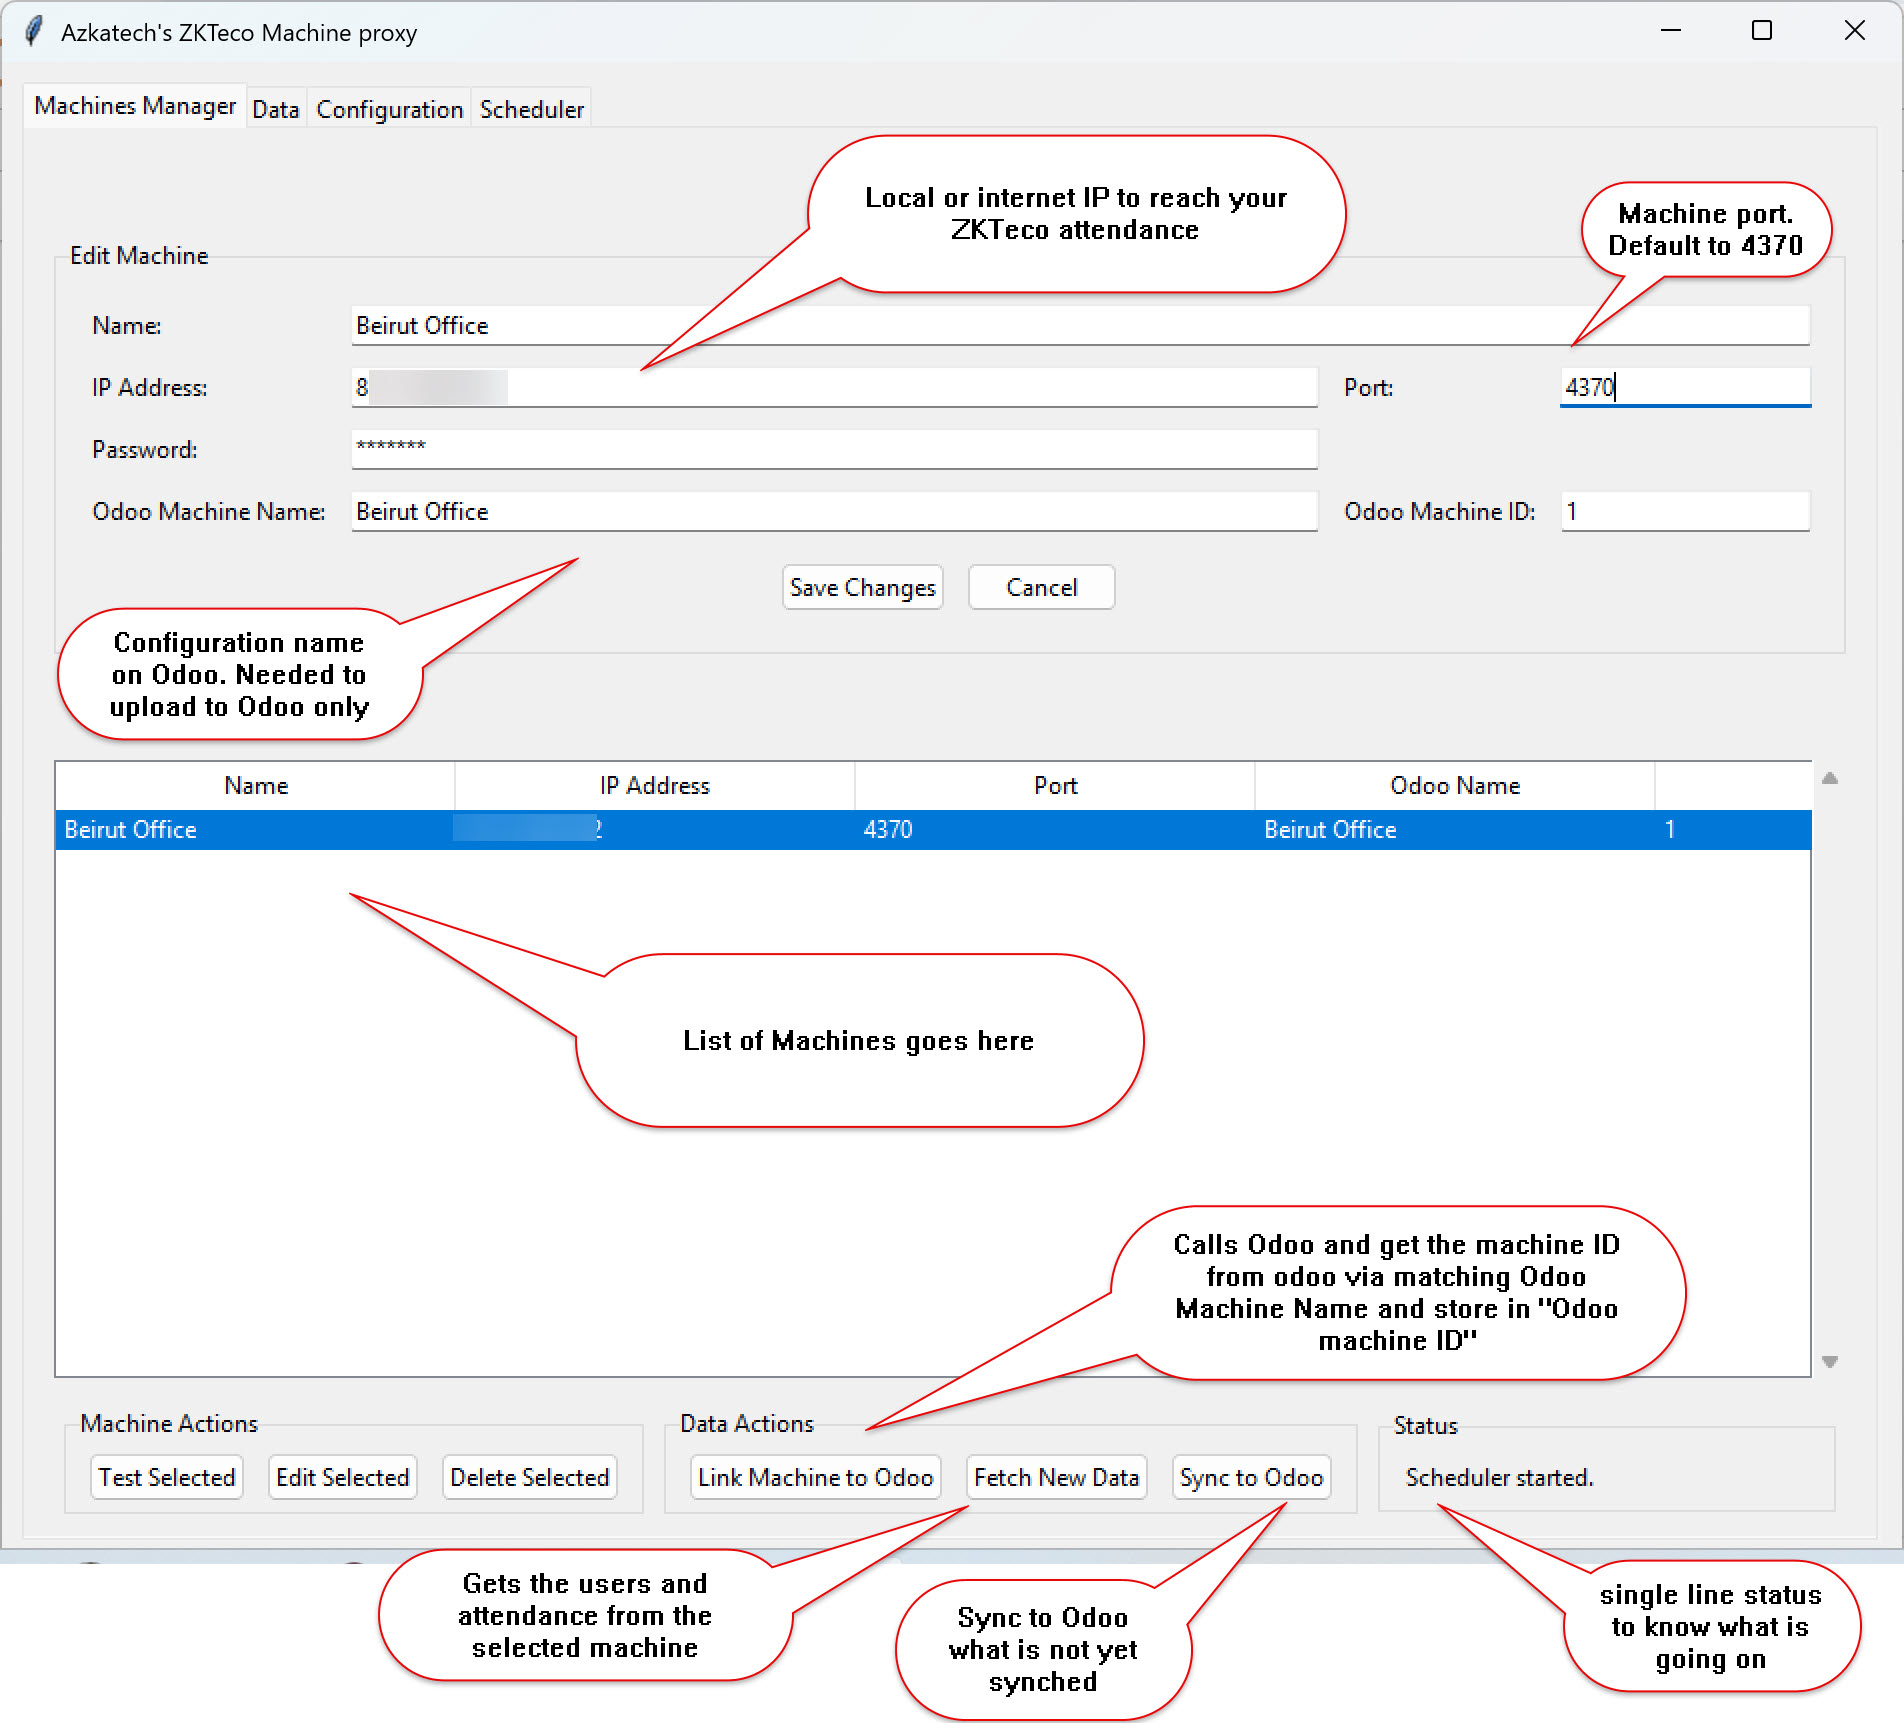 Azkatech's ZKTeco Machine proxy
Machines Manager
Data
Configuration
Scheduler
Local or internet IP to reach your
ZKTeco attendance
Machine port.
Default to 4370
Edit Machine
Name:
Beirut Office
IP Address:
8
Port:
4370
Password:
*******
Odoo Machine Name:
Beirut Office
Odoo Machine ID:
1
Save Changes
Cancel
Configuration name
on Odoo. Needed to
upload to Odoo only
Name
IP Address
Port
Odoo Name
Beirut Office
2
4370
Beirut Office
1
List of Machines goes here
Calls Odoo and get the machine ID
from odoo via matching Odoo
Machine Name and store in "Odoo
machine ID"
Machine Actions
Test Selected
Edit Selected
Delete Selected
Data Actions
Link Machine to Odoo
Fetch New Data
Sync to Odoo
Status
Scheduler started.
Gets the users and
attendance from the
selected machine
Sync to Odoo
what is not yet
synched
single line status
to know what is
going on